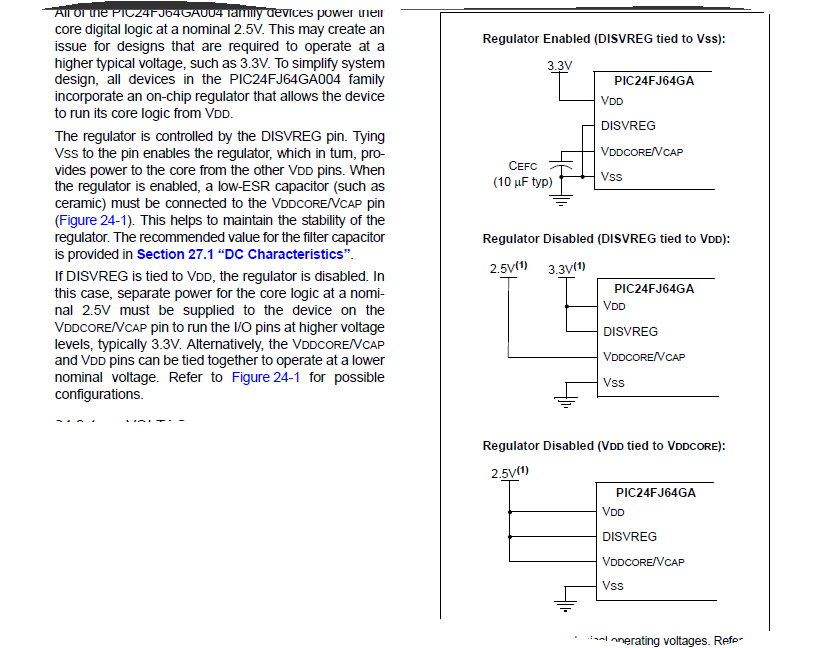 All of the PIC24FJ64GA004 family devices power their
core digital logic at a nominal 2.5V. This may create an
issue for designs that are required to operate at a
higher typical voltage, such as 3.3V. To simplify system
design, all devices in the PIC24FJ64GA004 family
incorporate an on-chip regulator that allows the device
to run its core logic from VDD.
The regulator is controlled by the DISVREG pin. Tying
VSS to the pin enables the regulator, which in turn, pro-
vides power to the core from the other VDD pins. When
the regulator is enabled, a low-ESR capacitor (such as
ceramic) must be connected to the VDDCORE/VCAP pin
(Figure 24-1). This helps to maintain the stability of the
regulator. The recommended value for the filter capacitor
is provided in Section 27.1 “DC Characteristics”.
If DISVREG is tied to VDD, the regulator is disabled. In
this case, separate power for the core logic at a nomi-
nal 2.5V must be supplied to the device on the
VDDCORE/VCAP pin to run the I/O pins at higher voltage
levels, typically 3.3V. Alternatively, the VDDCORE/VCAP
and VDD pins can be tied together to operate at a lower
nominal voltage. Refer to Figure 24-1 for possible
configurations.
Regulator Enabled (DISVREG tied to VSS):
3.3V
PIC24FJ64GA
VDD
DISVREG
VDDCORE/VCAP
VSS
CEFC
(10 μF typ)
Regulator Disabled (DISVREG tied to VDD):
2.5V(1) 3.3V(1)
PIC24FJ64GA
VDD
DISVREG
VDDCORE/VCAP
VSS
Regulator Disabled (VDD tied to VDDCORE):
2.5V(1)
PIC24FJ64GA
VDD
DISVREG
VDDCORE/VCAP
VSS
operating voltages. Refer